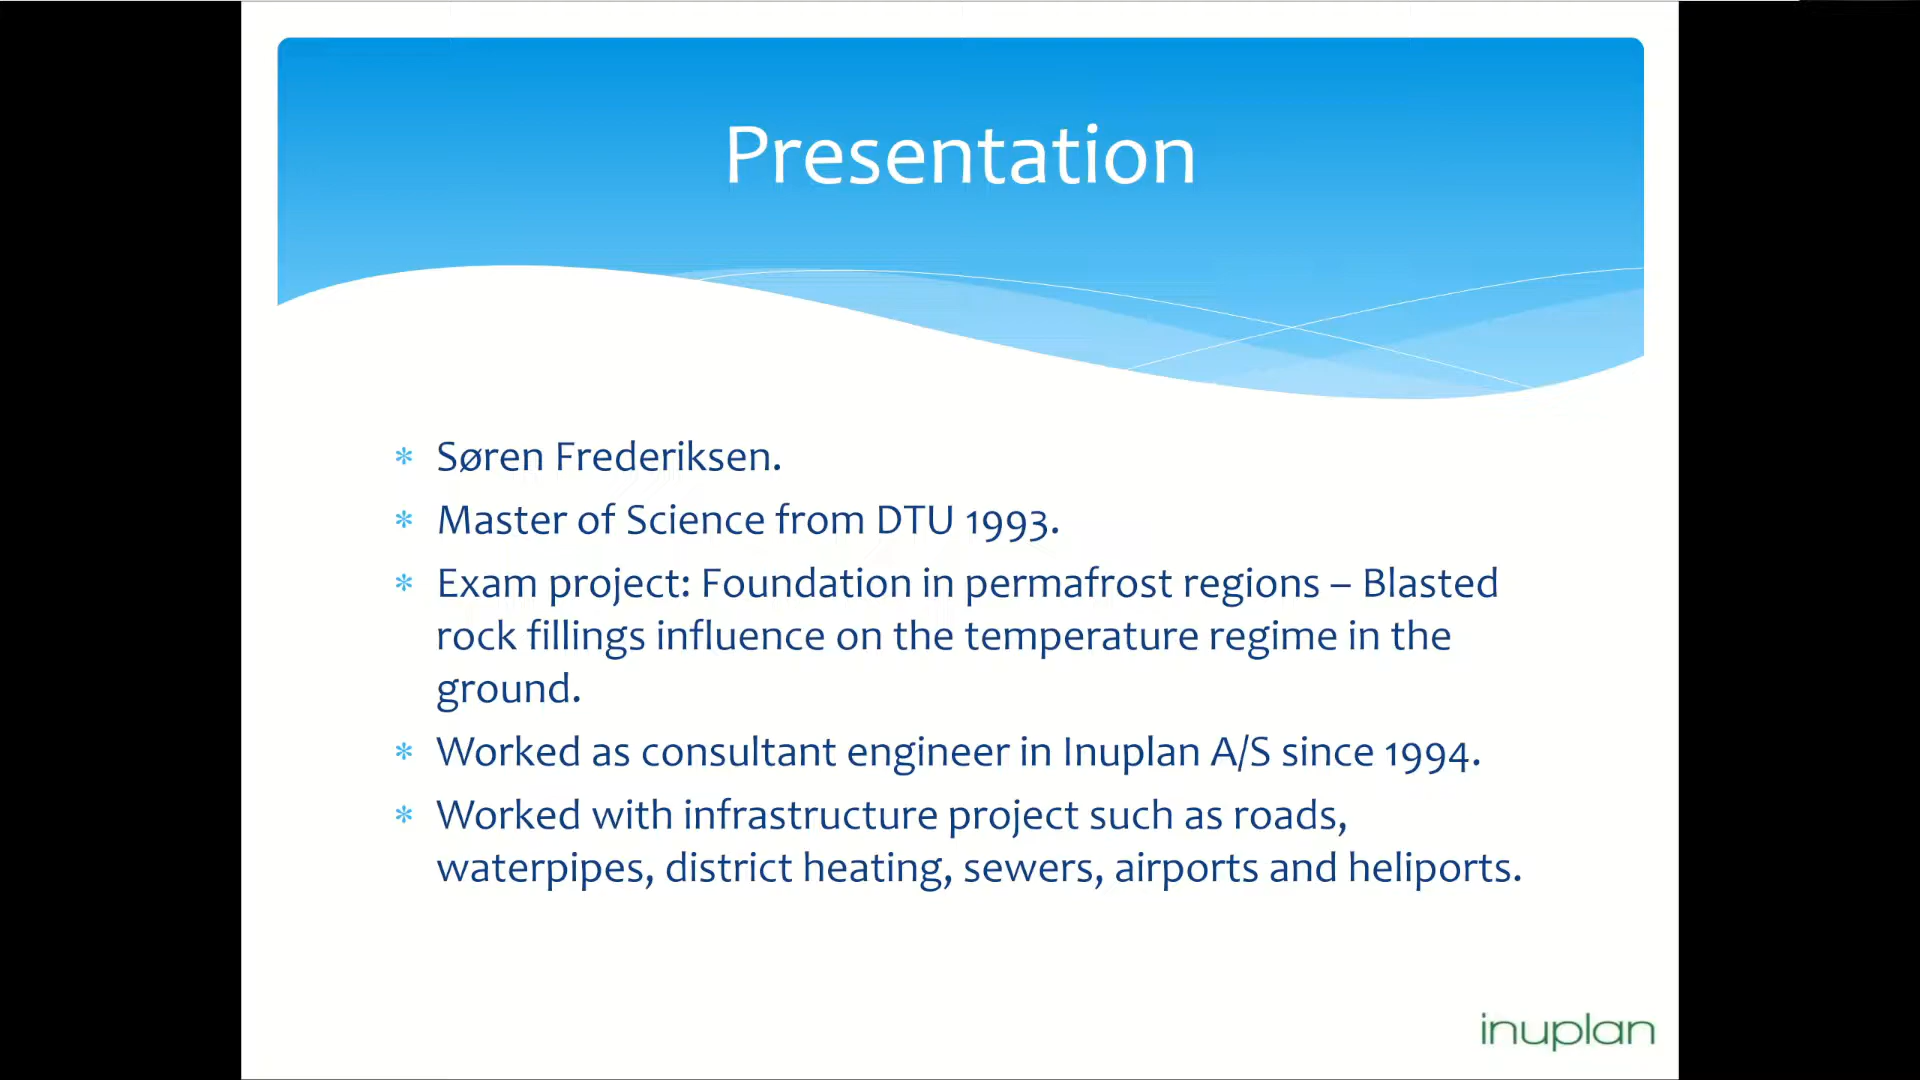 Presentation
* Søren Frederiksen.
* Master of Science from DTU 1993.
* Exam project: Foundation in permafrost regions – Blasted
rock fillings influence on the temperature regime in the
ground.
* Worked as consultant engineer in Inuplan A/S since 1994.
* Worked with infrastructure project such as roads,
waterpipes, district heating, sewers, airports and heliports.
inuplan